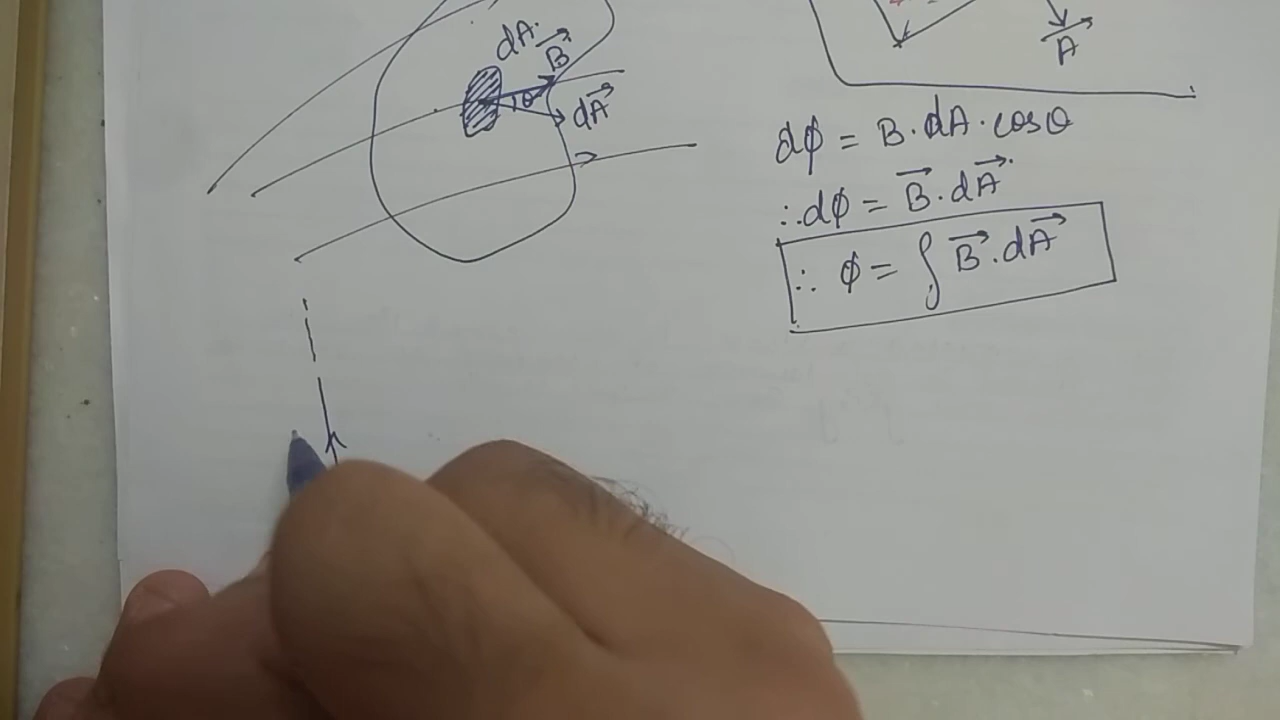 dA.
B⃗
θ
dA⃗
A⃗
dϕ = B·dA·cosθ
∴dϕ = B⃗·dA⃗
∴ ϕ = ∫ B⃗·dA⃗